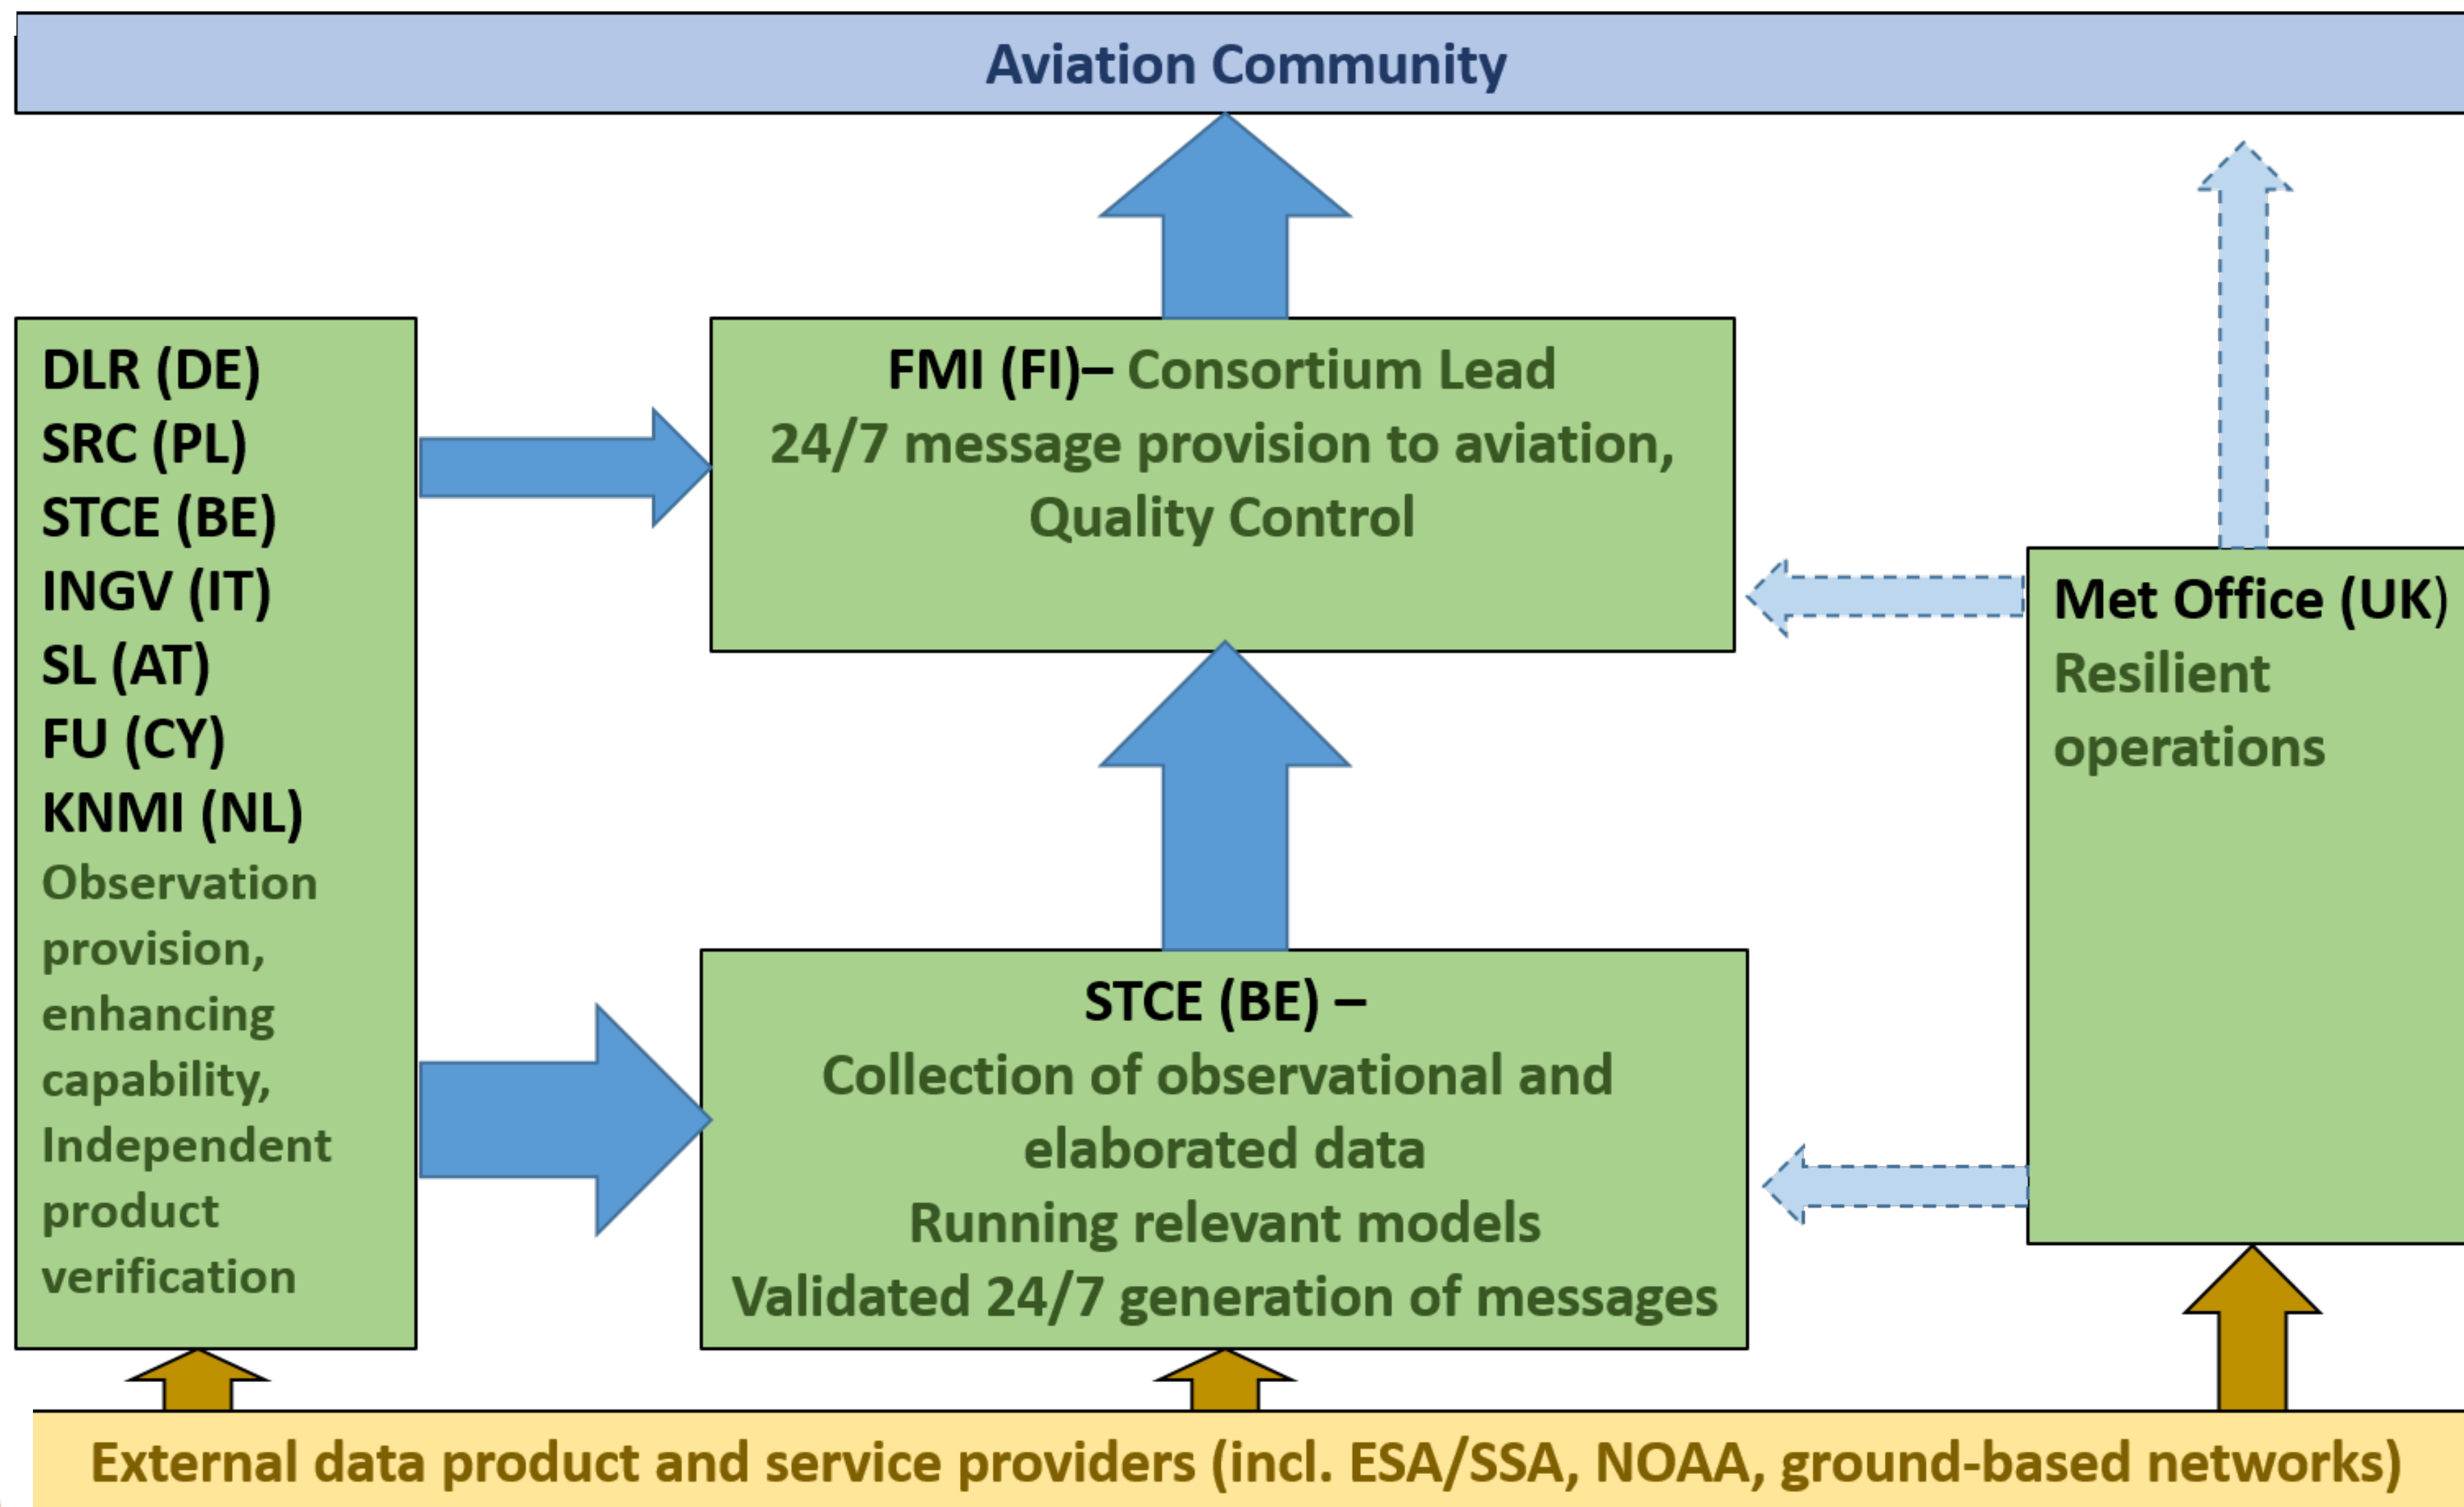 Aviation Community
DLR (DE)
SRC (PL)
STCE (BE)
INGV (IT)
SL (AT)
FU (CY)
KNMI (NL)
Observation
provision,
enhancing
capability,
Independent
product
verification
FMI (FI)– Consortium Lead
24/7 message provision to aviation,
Quality Control
STCE (BE) –
Collection of observational and
elaborated data
Running relevant models
Validated 24/7 generation of messages
Met Office (UK)
Resilient
operations
External data product and service providers (incl. ESA/SSA, NOAA, ground-based networks)